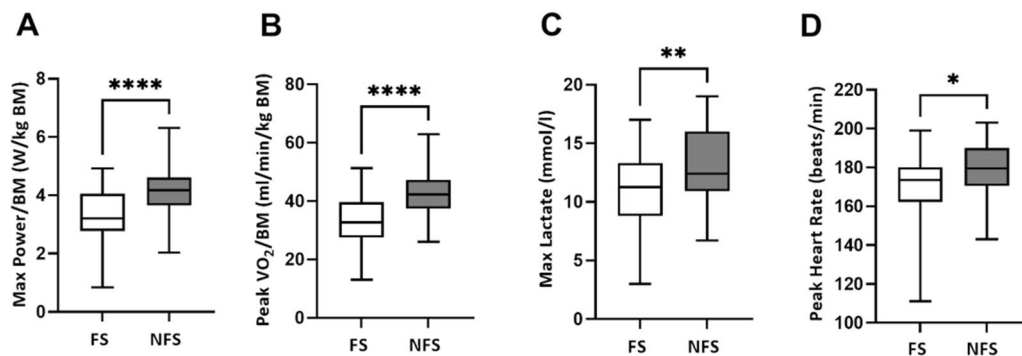 A
Max Power/BM (W/kg BM)
8
6
4
2
0
****
FS NFS
B
Peak VO₂/BM (ml/min/kg BM)
80
60
40
20
0
****
FS NFS
C
Max Lactate (mmol/l)
20
15
10
5
0
**
FS NFS
D
Peak Heart Rate (beats/min)
220
200
180
160
140
120
100
*
FS NFS